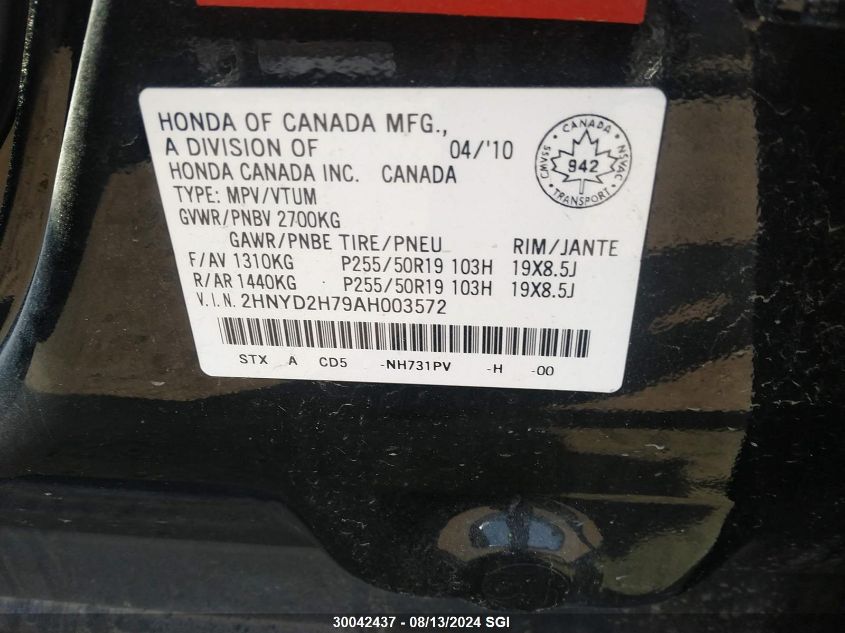 HONDA OF CANADA MFG.,
A DIVISION OF 04/'10
HONDA CANADA INC. CANADA
TYPE: MPV/VTUM
GVWR/PNBV 2700KG
GAWR/PNBE TIRE/PNEU RIM/JANTE
F/AV 1310KG P255/50R19 103H 19X8.5J
R/AR 1440KG P255/50R19 103H 19X8.5J
V.I.N. 2HNYD2H79AH003572
STX A CD5 -NH731PV -H -00
CANADA
CMVSS 942 NSVAC
TRANSPORT
30042437 - 08/13/2024 SGI